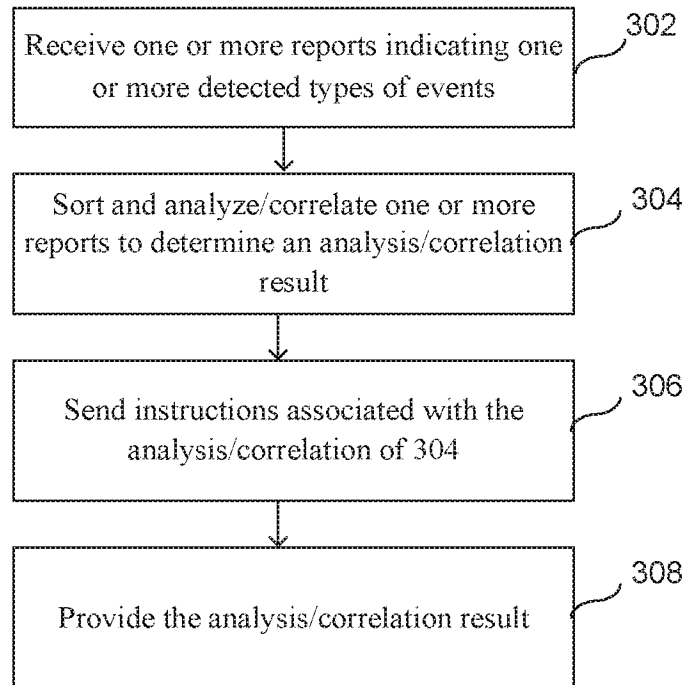 Receive one or more reports indicating one
or more detected types of events
302
Sort and analyze/correlate one or more
reports to determine an analysis/correlation
result
304
Send instructions associated with the
analysis/correlation of 304
306
Provide the analysis/correlation result
308